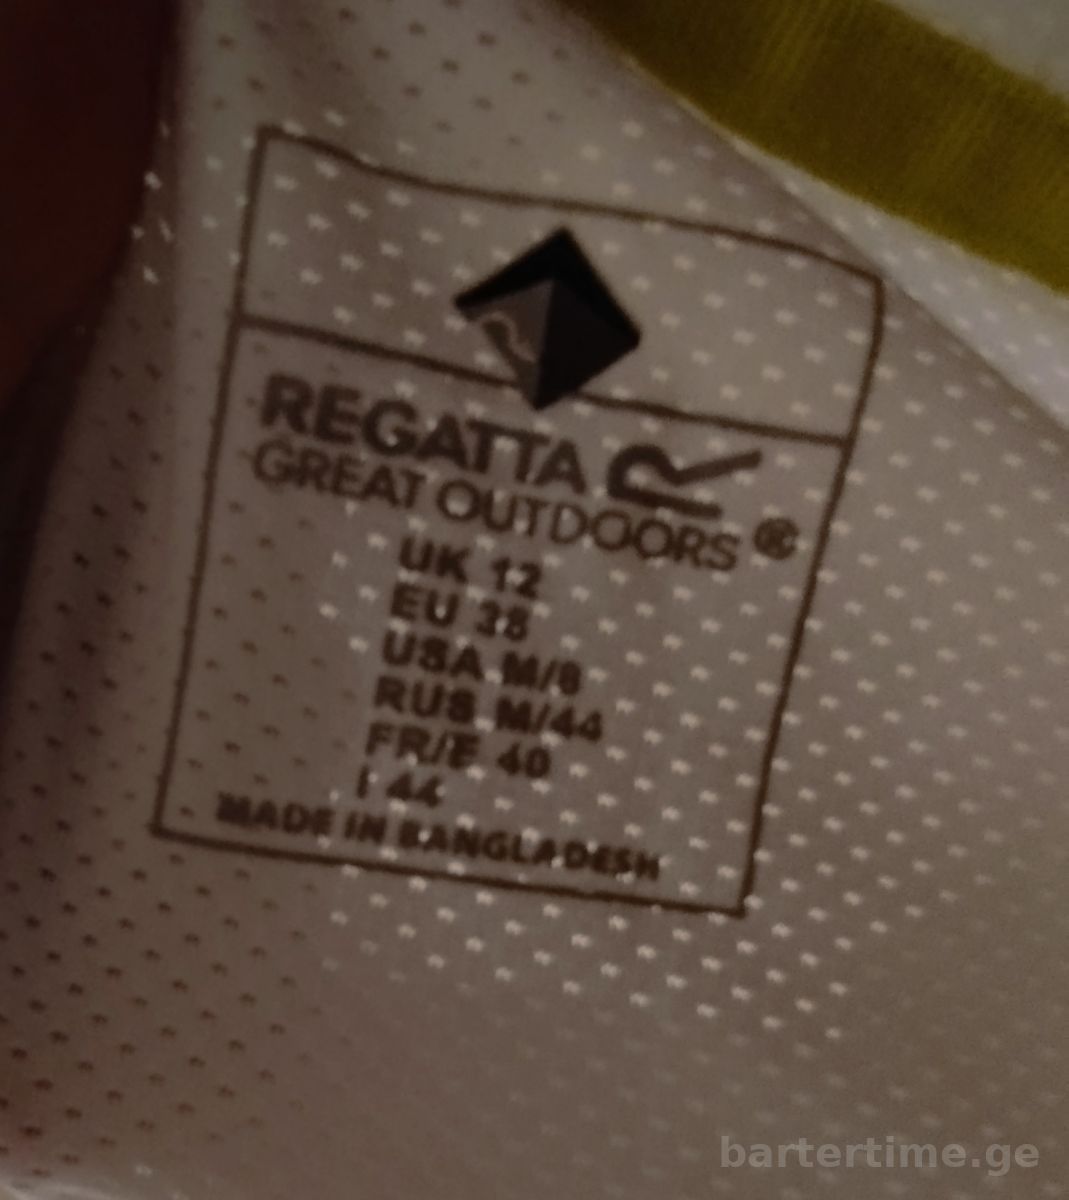 REGATTA
GREAT OUTDOORS ®
UK 12
EU 38
USA M/8
RUS M/44
FR/E 40
I 44
MADE IN BANGLADESH
bartertime.ge